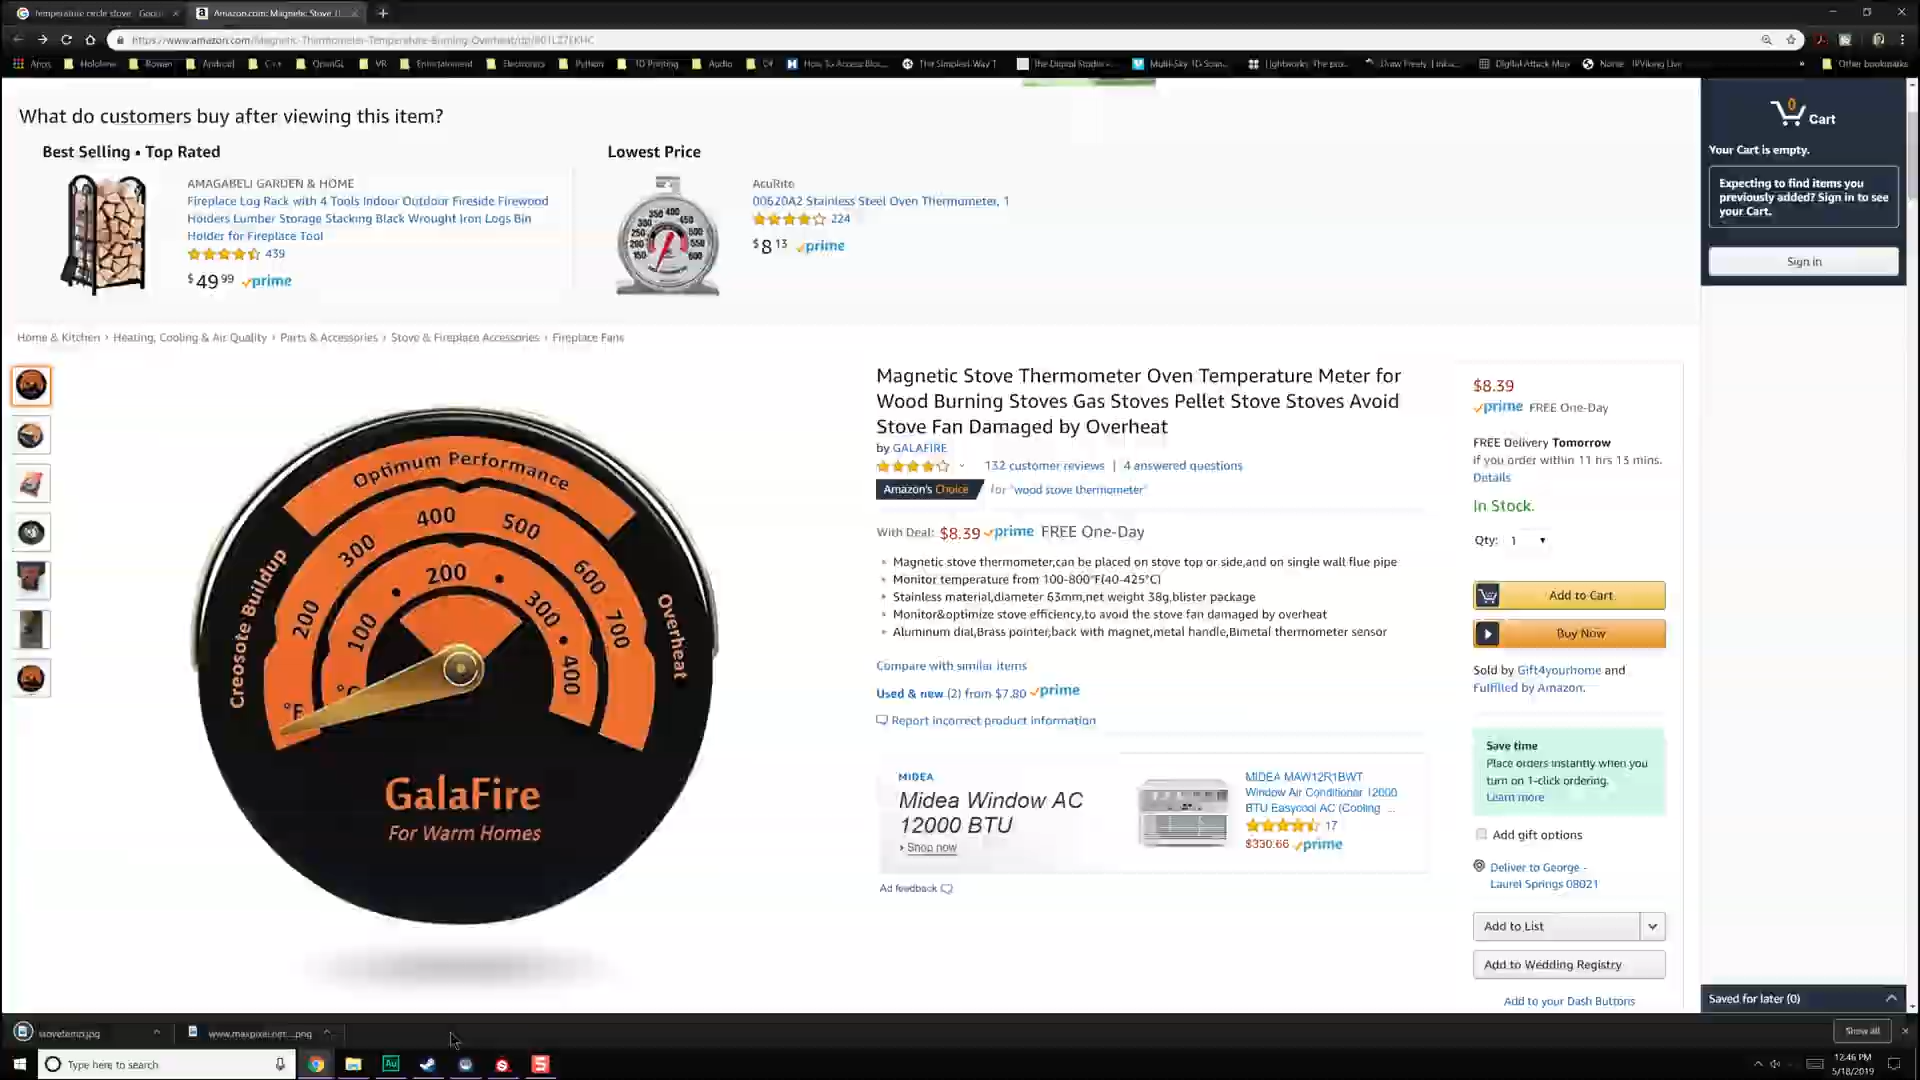 temperature circle stove - Goo
Amazon.com: Magnetic Stove T
https://www.amazon.com/Magnetic-Thermometer-Temperature-Burning-Overheat/dp/B01LZ7EKHC
Apps
Hololens
Rowan
Android
C++
OpenGL
VR
Entertainment
Electronics
Python
3D Printing
Audio
C#
How To Access Bloc...
The Simplest Way T
The Digital Studio -
Multi-Sky 3D Scan...
Lightworks The pro...
Draw Freely | Inksc...
Digital Attack Map
Norse - IPViking Live
»
Other bookmarks
What do customers buy after viewing this item?
Best Selling • Top Rated
Lowest Price
AMAGABELI GARDEN & HOME
Fireplace Log Rack with 4 Tools Indoor Outdoor Fireside Firewood
Holders Lumber Storage Stacking Black Wrought Iron Logs Bin
Holder for Fireplace Tool
439
$49.99 prime
150 200 250 300 350 400 450 500 550 600
AcuRite
00620A2 Stainless Steel Oven Thermometer, 1
224
$8.13 prime
0
Cart
Your Cart is empty.
Expecting to find items you
previously added? Sign in to see
your Cart.
Sign in
Home & Kitchen › Heating, Cooling & Air Quality › Parts & Accessories › Stove & Fireplace Accessories › Fireplace Fans
Optimum Performance
Creosote Buildup
Overheat
200 300 400 500 600 700
100 200 300 400
°C
°F
GalaFire
For Warm Homes
Magnetic Stove Thermometer Oven Temperature Meter for
Wood Burning Stoves Gas Stoves Pellet Stove Stoves Avoid
Stove Fan Damaged by Overheat
by GALAFIRE
132 customer reviews | 4 answered questions
Amazon's Choice for "wood stove thermometer"
With Deal: $8.39 prime FREE One-Day
Magnetic stove thermometer,can be placed on stove top or side,and on single wall flue pipe
Monitor temperature from 100-800°F(40-425°C)
Stainless material,diameter 63mm,net weight 38g,blister package
Monitor&optimize stove efficiency,to avoid the stove fan damaged by overheat
Aluminum dial,Brass pointer,back with magnet,metal handle,Bimetal thermometer sensor
Compare with similar items
Used & new (2) from $7.80 prime
Report incorrect product information
MIDEA
Midea Window AC
12000 BTU
› Shop now
MIDEA MAW12R1BWT
Window Air Conditioner 12000
BTU Easycool AC (Cooling ...
17
$330.66 prime
Ad feedback
$8.39
prime FREE One-Day
FREE Delivery Tomorrow
if you order within 11 hrs 13 mins.
Details
In Stock.
Qty: 1
Add to Cart
Buy Now
Sold by Gift4yourhome and
Fulfilled by Amazon.
Save time
Place orders instantly when you
turn on 1-click ordering.
Learn more
Add gift options
Deliver to George -
Laurel Springs 08021
Add to List
Add to Wedding Registry
Add to your Dash Buttons
Saved for later (0)
stovetemp.jpg
www.maxpixel.net....png
Show all
Type here to search
Au
12:46 PM
5/18/2019